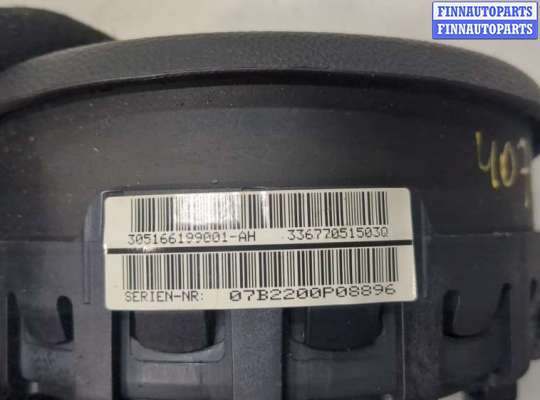 FINNAUTOPARTS
FINNAUTOPARTS
407
305166199001-AH 33677051503Q
SERIEN-NR: 07B2200P08896